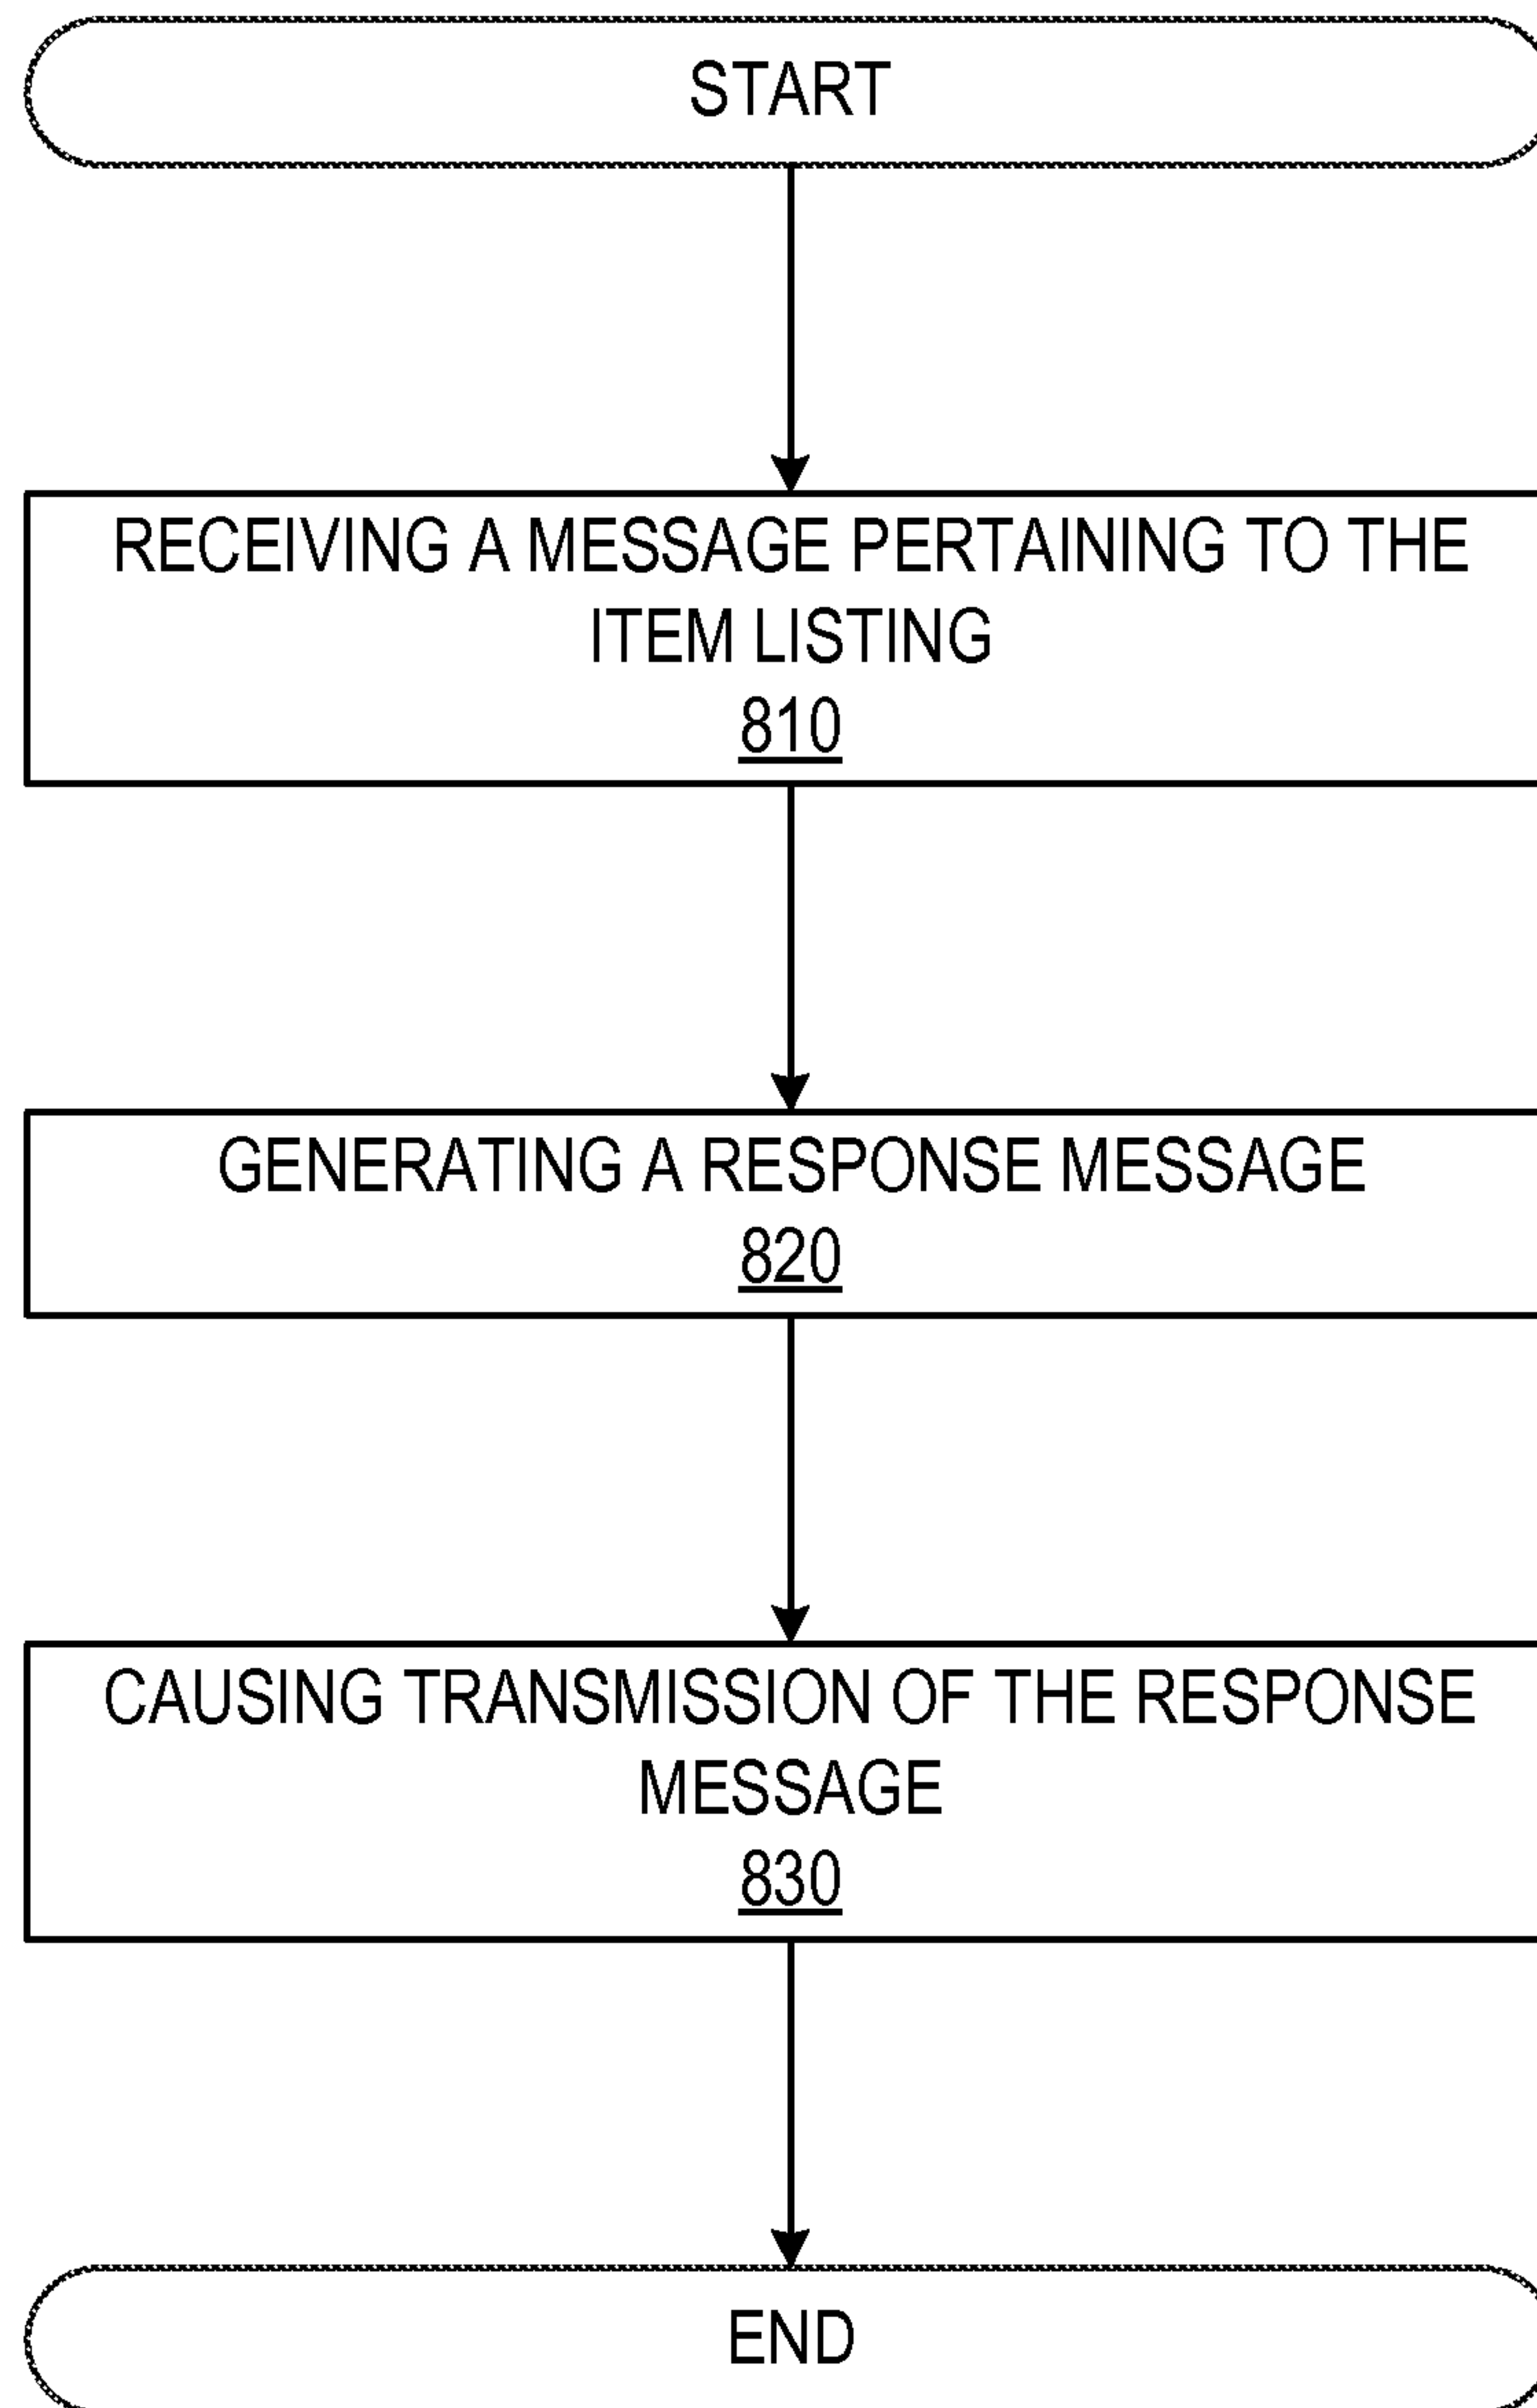 START
RECEIVING A MESSAGE PERTAINING TO THE
ITEM LISTING
810
GENERATING A RESPONSE MESSAGE
820
CAUSING TRANSMISSION OF THE RESPONSE
MESSAGE
830
END